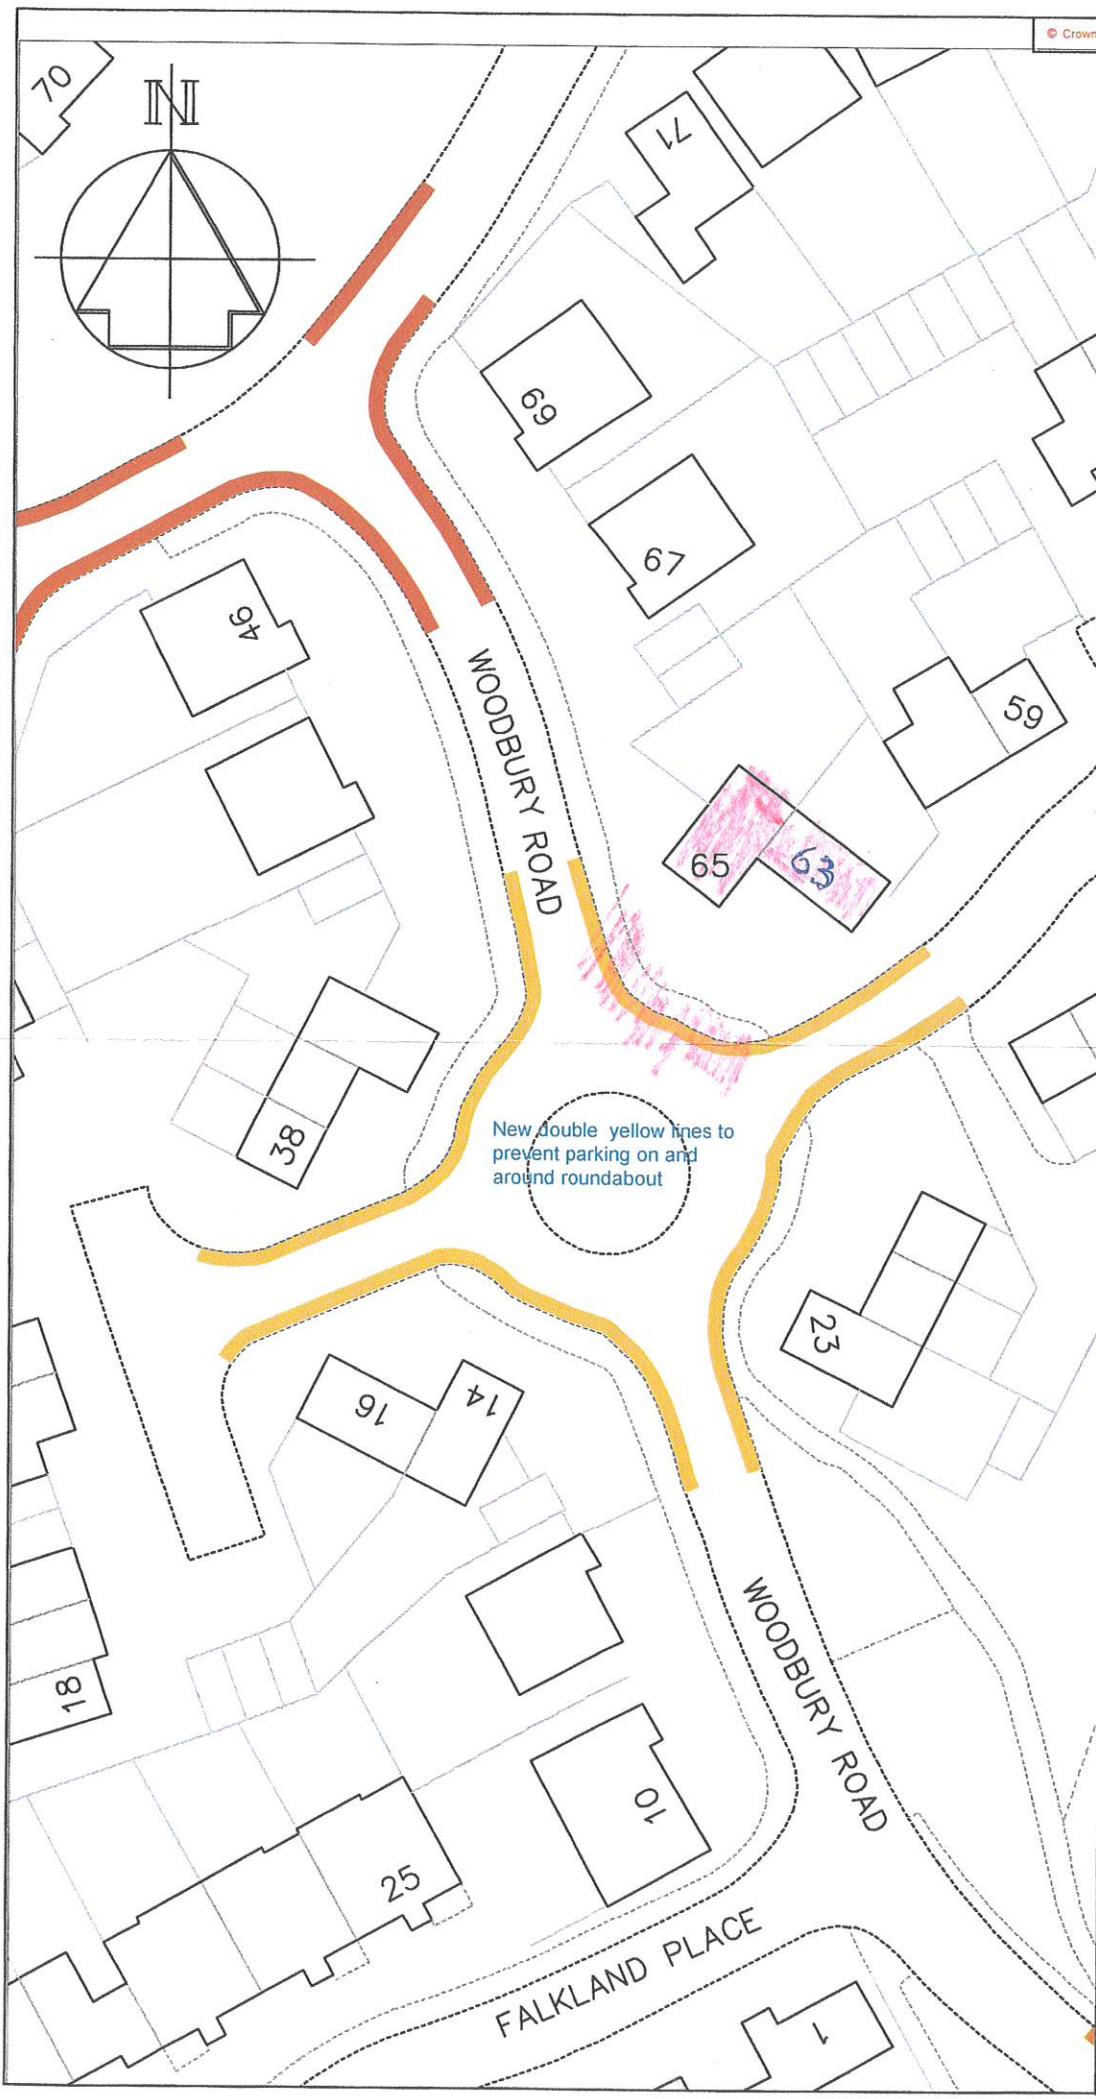 © Crown
70
N
71
69
67
46
WOODBURY ROAD
59
65
63
38
New double yellow lines to
prevent parking on and
around roundabout
23
16
14
WOODBURY ROAD
18
10
25
FALKLAND PLACE
1